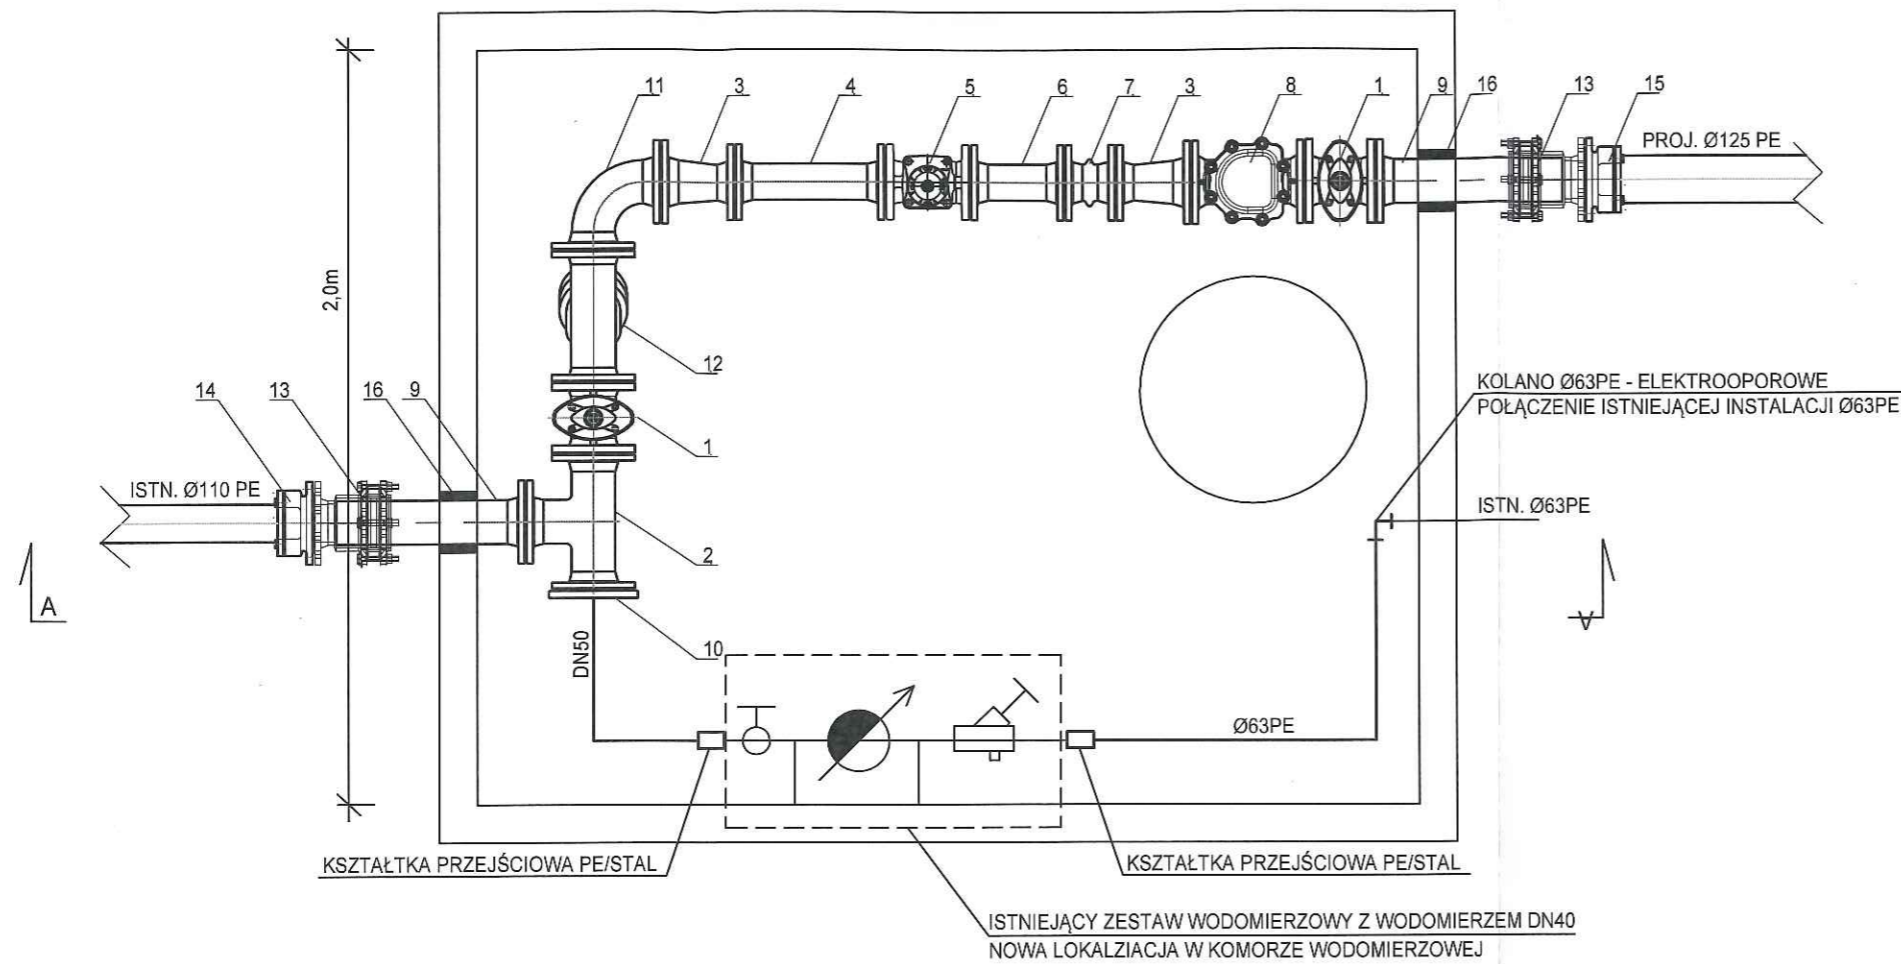 11
3
4
5
6
7
3
8
1
9
16
13
15
PROJ. Ø125 PE
2,0m
12
KOLANO Ø63PE - ELEKTROOPOROWE
POŁĄCZENIE ISTNIEJĄCEJ INSTALACJI Ø63PE
14
13
16
9
1
ISTN. Ø110 PE
ISTN. Ø63PE
2
A
A
DN50
10
Ø63PE
KSZTAŁTKA PRZEJŚCIOWA PE/STAL
KSZTAŁTKA PRZEJŚCIOWA PE/STAL
ISTNIEJĄCY ZESTAW WODOMIERZOWY Z WODOMIERZEM DN40
NOWA LOKALZIACJA W KOMORZE WODOMIERZOWEJ